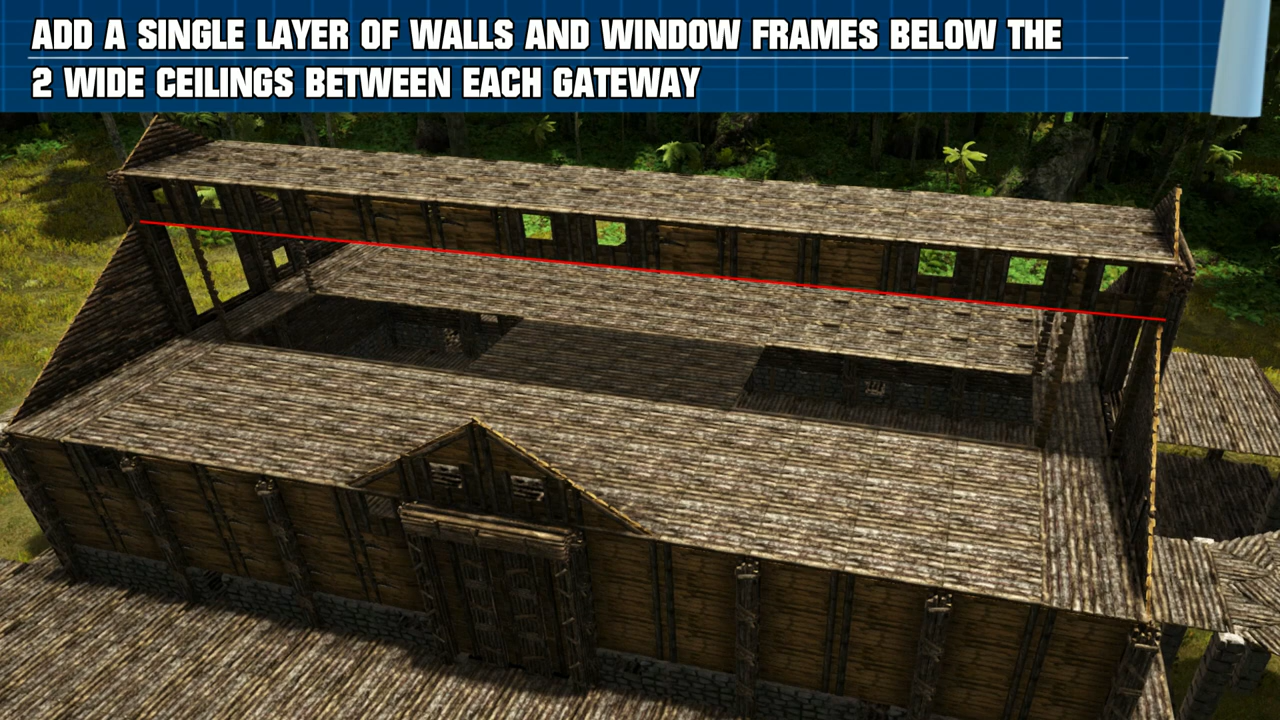 ADD A SINGLE LAYER OF WALLS AND WINDOW FRAMES BELOW THE
2 WIDE CEILINGS BETWEEN EACH GATEWAY